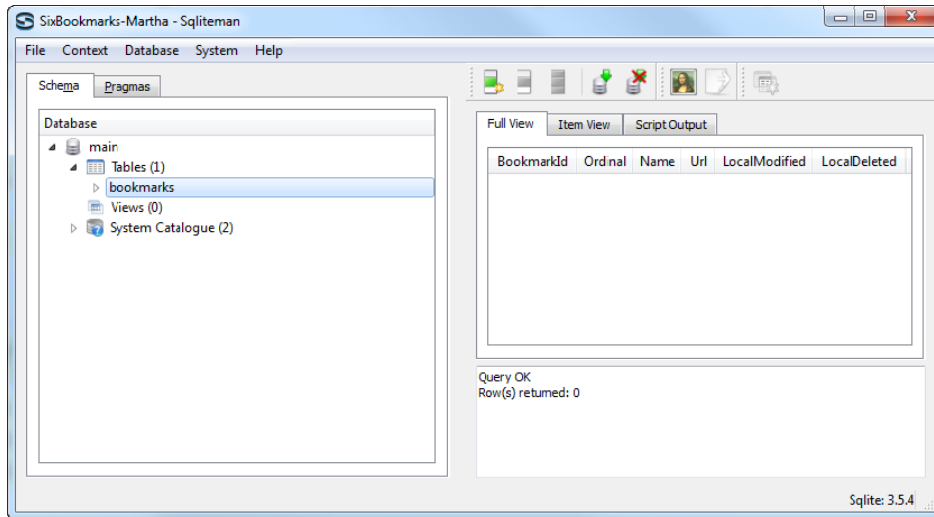 SixBookmarks-Martha - Sqliteman
File Context Database System Help
Schema Pragmas
Database
main
Tables (1)
bookmarks
Views (0)
System Catalogue (2)
Full View Item View Script Output
BookmarkId Ordinal Name Url LocalModified LocalDeleted
Query OK
Row(s) returned: 0
Sqlite: 3.5.4